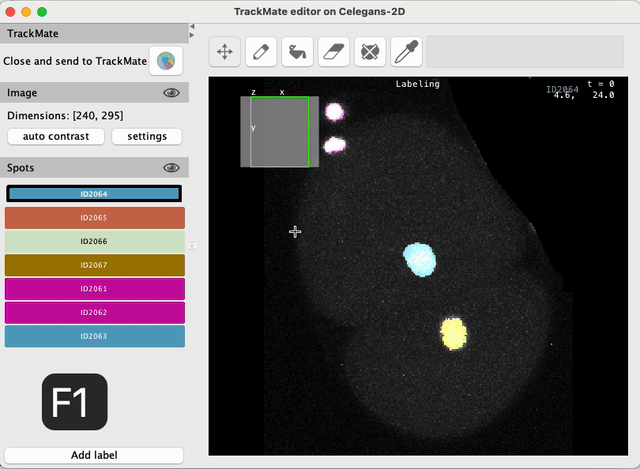 TrackMate editor on Celegans-2D
TrackMate
Close and send to TrackMate
Image
Dimensions: [240, 295]
auto contrast
settings
Spots
ID2064
ID2065
ID2066
ID2067
ID2061
ID2062
ID2063
F1
Add label
Labeling
t = 0
ID2064
4.6, 24.0
z x
y